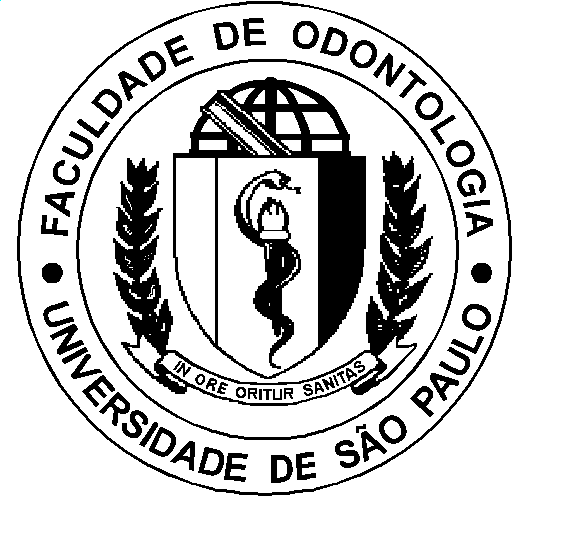 FACULDADE DE ODONTOLOGIA
UNIVERSIDADE DE SÃO PAULO
IN ORE ORITUR SANITAS